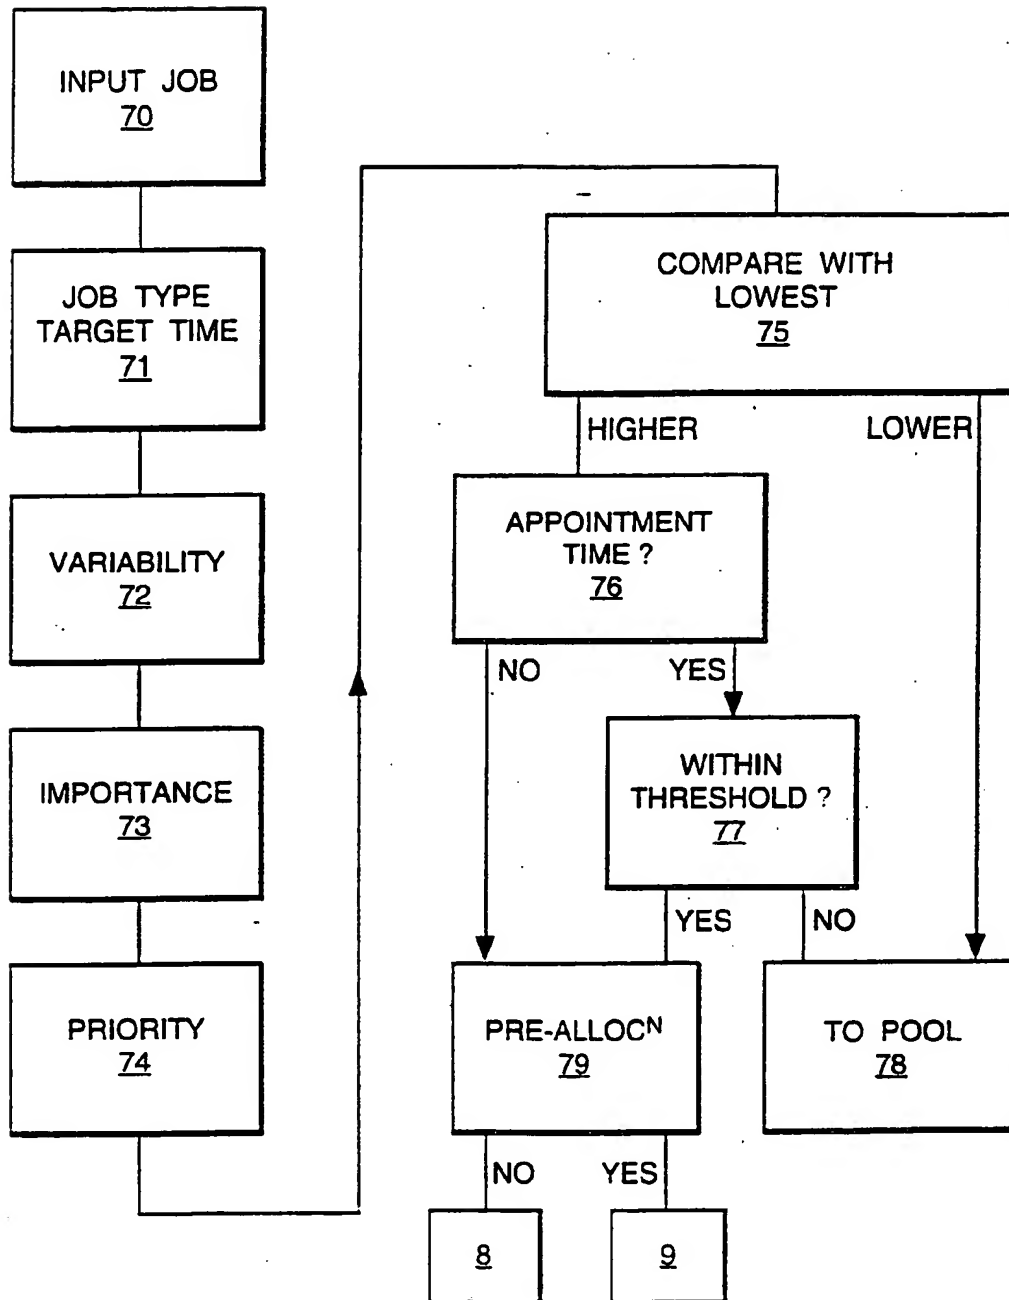 INPUT JOB
70
JOB TYPE
TARGET TIME
71
VARIABILITY
72
IMPORTANCE
73
PRIORITY
74
COMPARE WITH
LOWEST
75
HIGHER
LOWER
APPOINTMENT
TIME ?
76
NO
YES
WITHIN
THRESHOLD ?
77
YES
NO
PRE-ALLOCᴺ
79
TO POOL
78
NO
YES
8
9